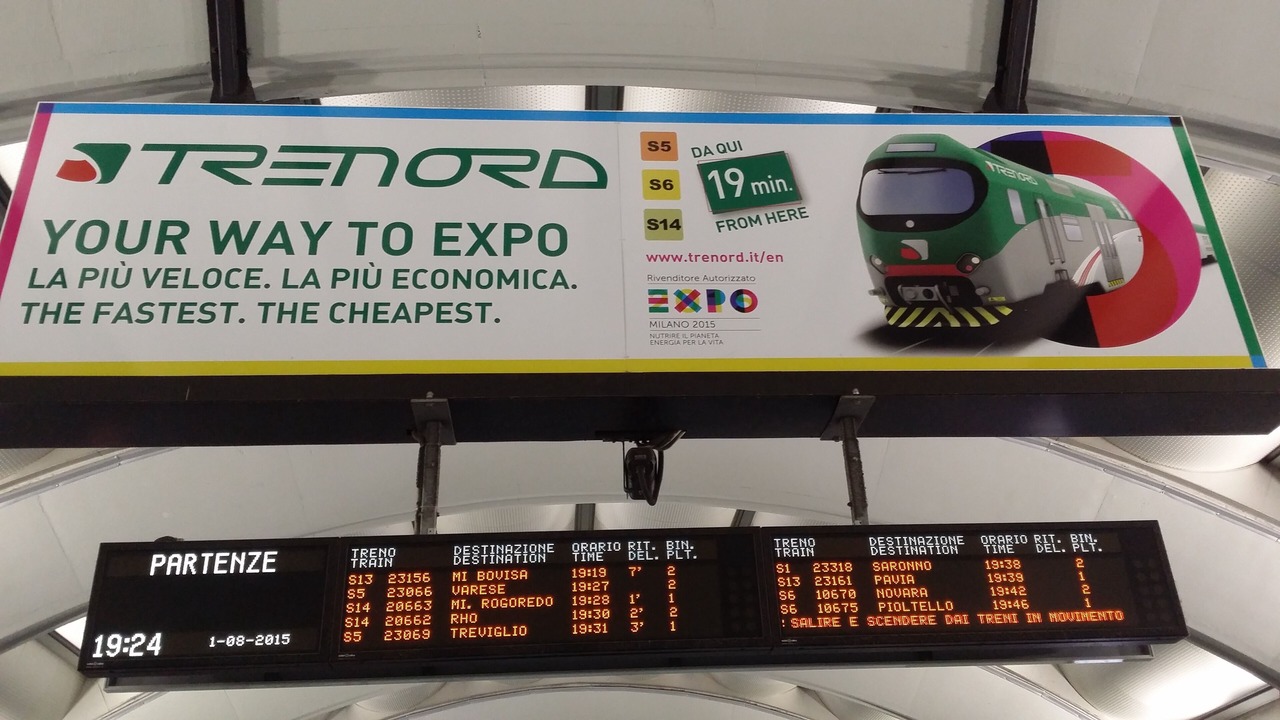 TRENORD
YOUR WAY TO EXPO
LA PIÙ VELOCE. LA PIÙ ECONOMICA.
THE FASTEST. THE CHEAPEST.
S5
S6
S14
DA QUI
19 min.
FROM HERE
www.trenord.it/en
Rivenditore Autorizzato
EXPO
MILANO 2015
NUTRIRE IL PIANETA
ENERGIA PER LA VITA
TRENORD
PARTENZE
19:24 1-08-2015
TRENO DESTINAZIONE ORARIO RIT. BIN.
TRAIN DESTINATION TIME DEL. PLT.
S13 23156 MI BOVISA 19:19 7' 2
S5 23066 VARESE 19:27 2
S14 20663 MI. ROGOREDO 19:28 1' 1
S14 20662 RHO 19:30 2' 2
S5 23069 TREVIGLIO 19:31 3' 1
TRENO DESTINAZIONE ORARIO RIT. BIN.
TRAIN DESTINATION TIME DEL. PLT.
S1 23318 SARONNO 19:38 2
S13 23161 PAVIA 19:39 1
S6 10670 NOVARA 19:42 2
S6 10675 PIOLTELLO 19:46 1
SALIRE E SCENDERE DAI TRENI IN MOVIMENTO